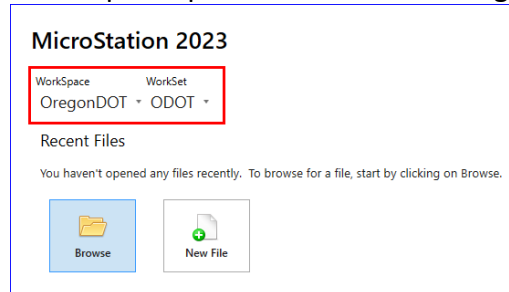 MicroStation 2023
WorkSpace WorkSet
OregonDOT ODOT
Recent Files
You haven't opened any files recently. To browse for a file, start by clicking on Browse.
Browse New File